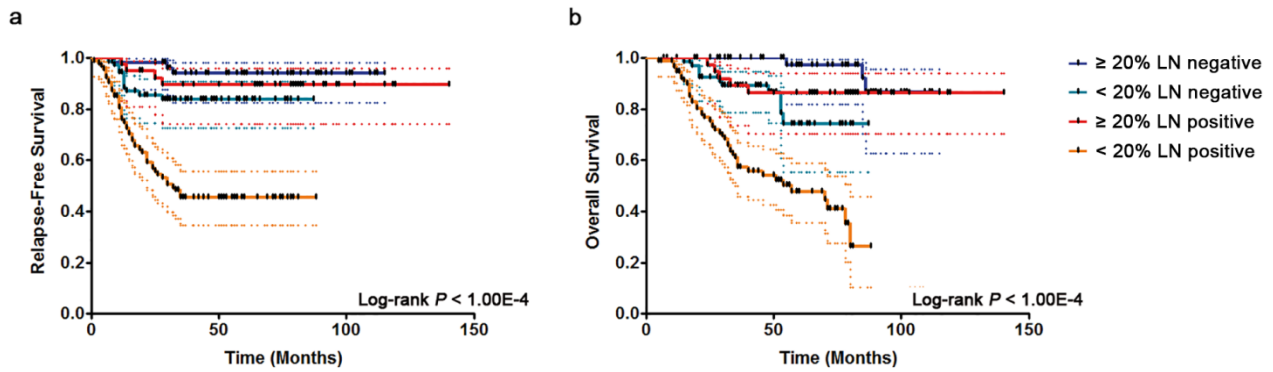 a
Relapse-Free Survival
1.0
0.8
0.6
0.4
0.2
0.0
0 50 100 150
Time (Months)
Log-rank P < 1.00E-4
b
Overall Survival
1.0
0.8
0.6
0.4
0.2
0.0
0 50 100 150
Time (Months)
Log-rank P < 1.00E-4
≥ 20% LN negative
< 20% LN negative
≥ 20% LN positive
< 20% LN positive